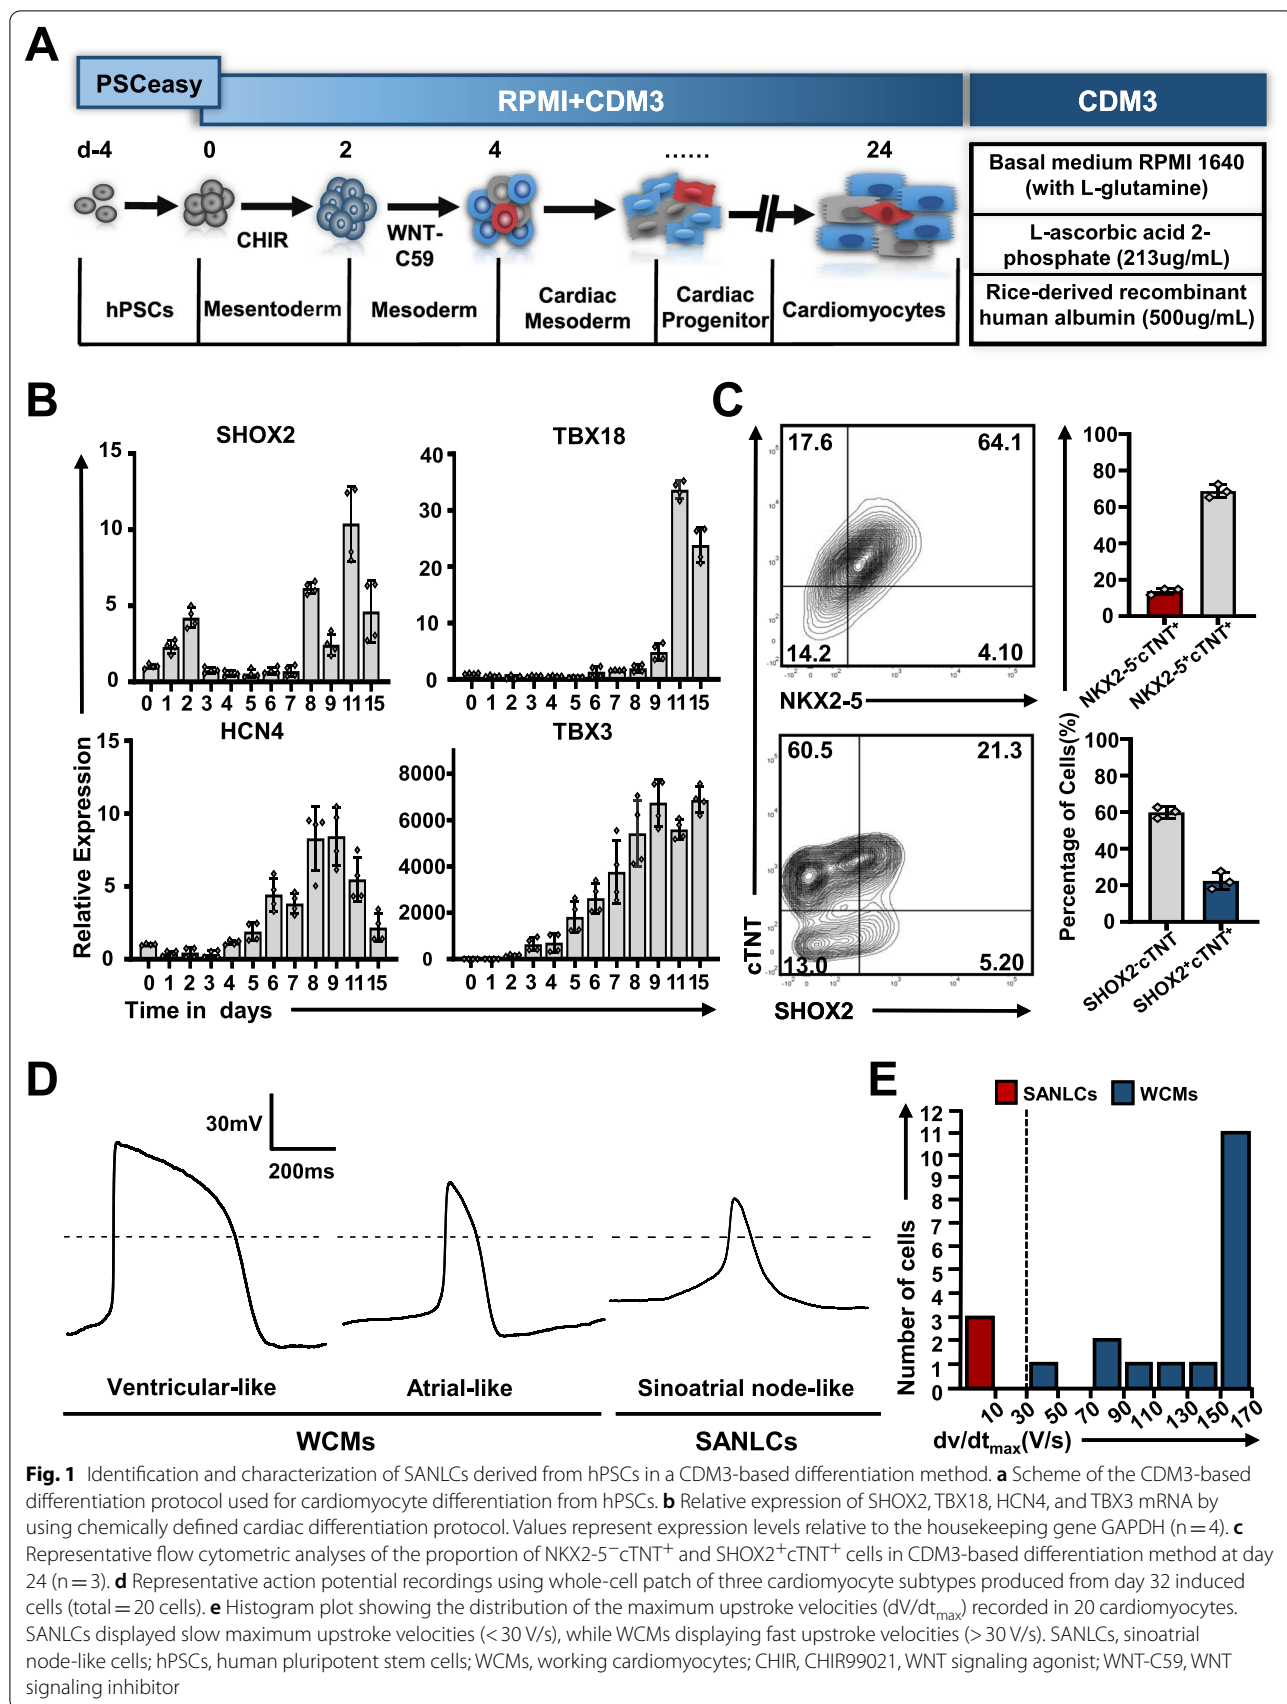 A
PSCeasy
RPMI+CDM3
CDM3
d-4
0
2
4
......
24
CHIR
WNT-
C59
hPSCs
Mesentoderm
Mesoderm
Cardiac
Mesoderm
Cardiac
Progenitor
Cardiomyocytes
Basal medium RPMI 1640
(with L-glutamine)
L-ascorbic acid 2-
phosphate (213ug/mL)
Rice-derived recombinant
human albumin (500ug/mL)
B
Relative Expression
SHOX2
15
10
5
0
0 1 2 3 4 5 6 7 8 9 11 15
TBX18
40
30
20
10
0
0 1 2 3 4 5 6 7 8 9 11 15
HCN4
15
10
5
0
0 1 2 3 4 5 6 7 8 9 11 15
TBX3
8000
6000
4000
2000
0
0 1 2 3 4 5 6 7 8 9 11 15
Time in days
C
cTNT
17.6
64.1
14.2
4.10
NKX2-5
60.5
21.3
13.0
5.20
SHOX2
Percentage of Cells(%)
100
80
60
40
20
0
NKX2-5-cTNT+
NKX2-5+cTNT+
100
80
60
40
20
0
SHOX2-cTNT
SHOX2+cTNT+
D
30mV
200ms
Ventricular-like
Atrial-like
Sinoatrial node-like
WCMs
SANLCs
E
SANLCs
WCMs
Number of cells
12
11
10
9
8
7
6
5
4
3
2
1
0
10 30 50 70 90 110 130 150 170
dv/dtmax(V/s)
Fig. 1 Identification and characterization of SANLCs derived from hPSCs in a CDM3-based differentiation method. a Scheme of the CDM3-based
differentiation protocol used for cardiomyocyte differentiation from hPSCs. b Relative expression of SHOX2, TBX18, HCN4, and TBX3 mRNA by
using chemically defined cardiac differentiation protocol. Values represent expression levels relative to the housekeeping gene GAPDH (n = 4). c
Representative flow cytometric analyses of the proportion of NKX2-5−cTNT+ and SHOX2+cTNT+ cells in CDM3-based differentiation method at day
24 (n = 3). d Representative action potential recordings using whole-cell patch of three cardiomyocyte subtypes produced from day 32 induced
cells (total = 20 cells). e Histogram plot showing the distribution of the maximum upstroke velocities (dV/dtmax) recorded in 20 cardiomyocytes.
SANLCs displayed slow maximum upstroke velocities (< 30 V/s), while WCMs displaying fast upstroke velocities (> 30 V/s). SANLCs, sinoatrial
node-like cells; hPSCs, human pluripotent stem cells; WCMs, working cardiomyocytes; CHIR, CHIR99021, WNT signaling agonist; WNT-C59, WNT
signaling inhibitor